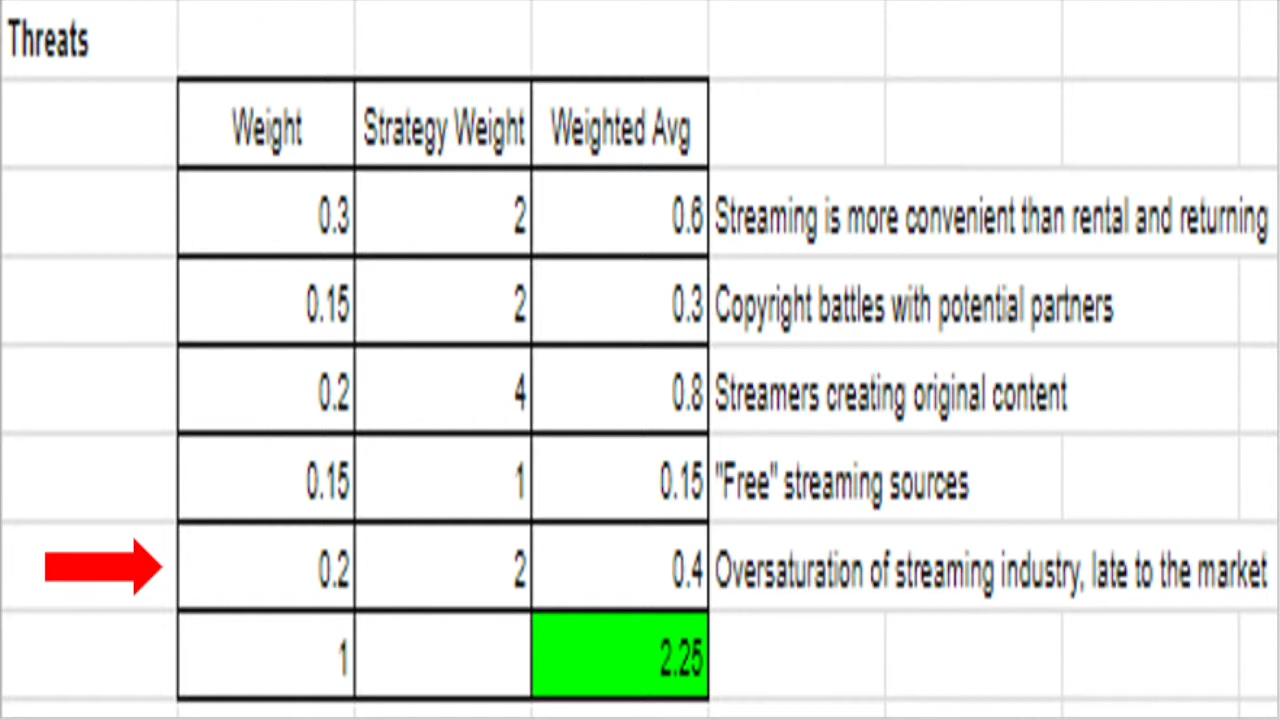 Threats
Weight Strategy Weight Weighted Avg
0.3 2 0.6 Streaming is more convenient than rental and returning
0.15 2 0.3 Copyright battles with potential partners
0.2 4 0.8 Streamers creating original content
0.15 1 0.15 "Free" streaming sources
0.2 2 0.4 Oversaturation of streaming industry, late to the market
1 2.25